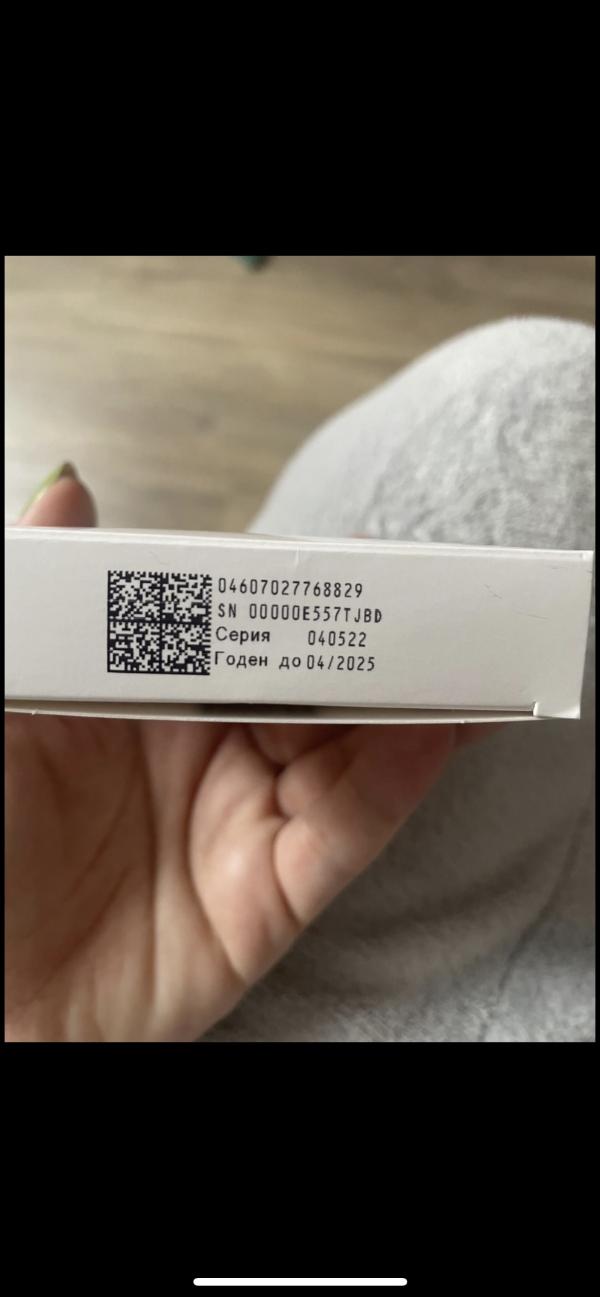 04607027768829
SN 00000E557TJBD
Серия 040522
Годен до 04/2025